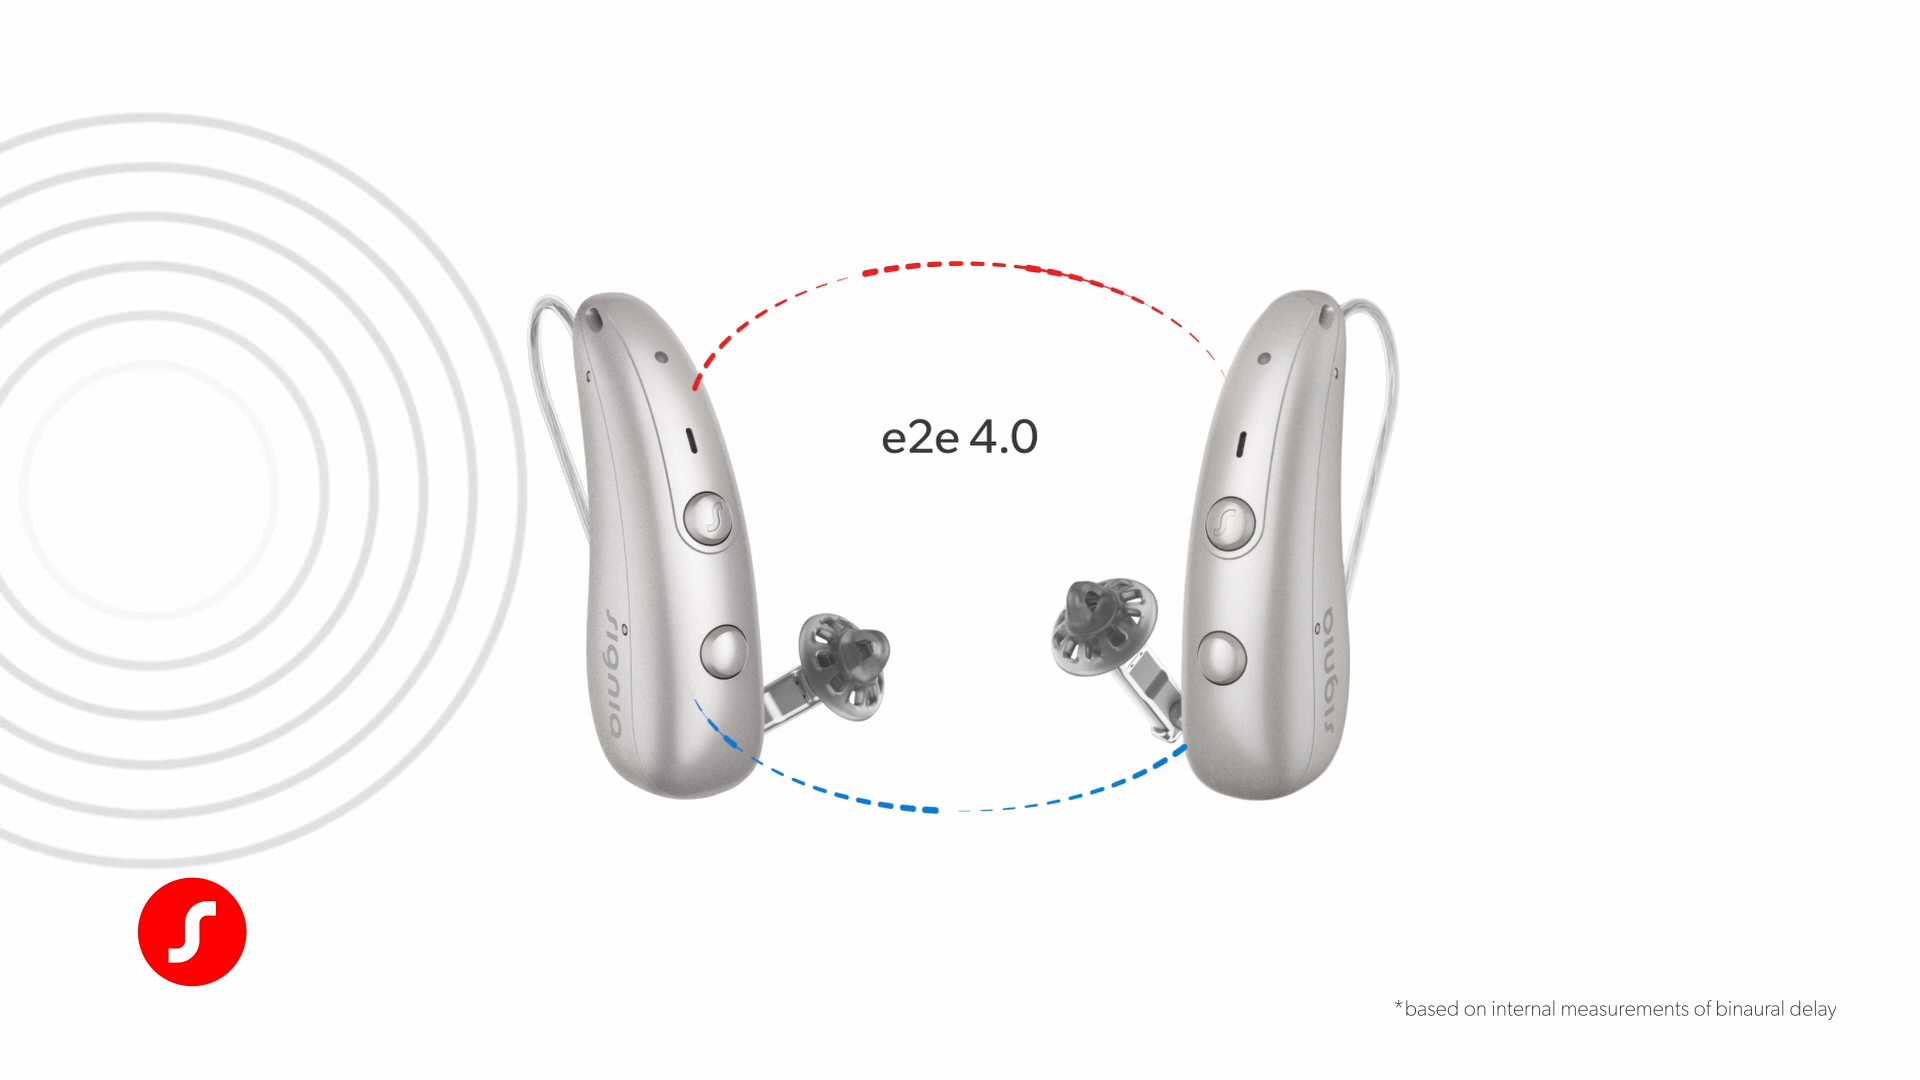 e2e 4.0
signia
signia
*based on internal measurements of binaural delay